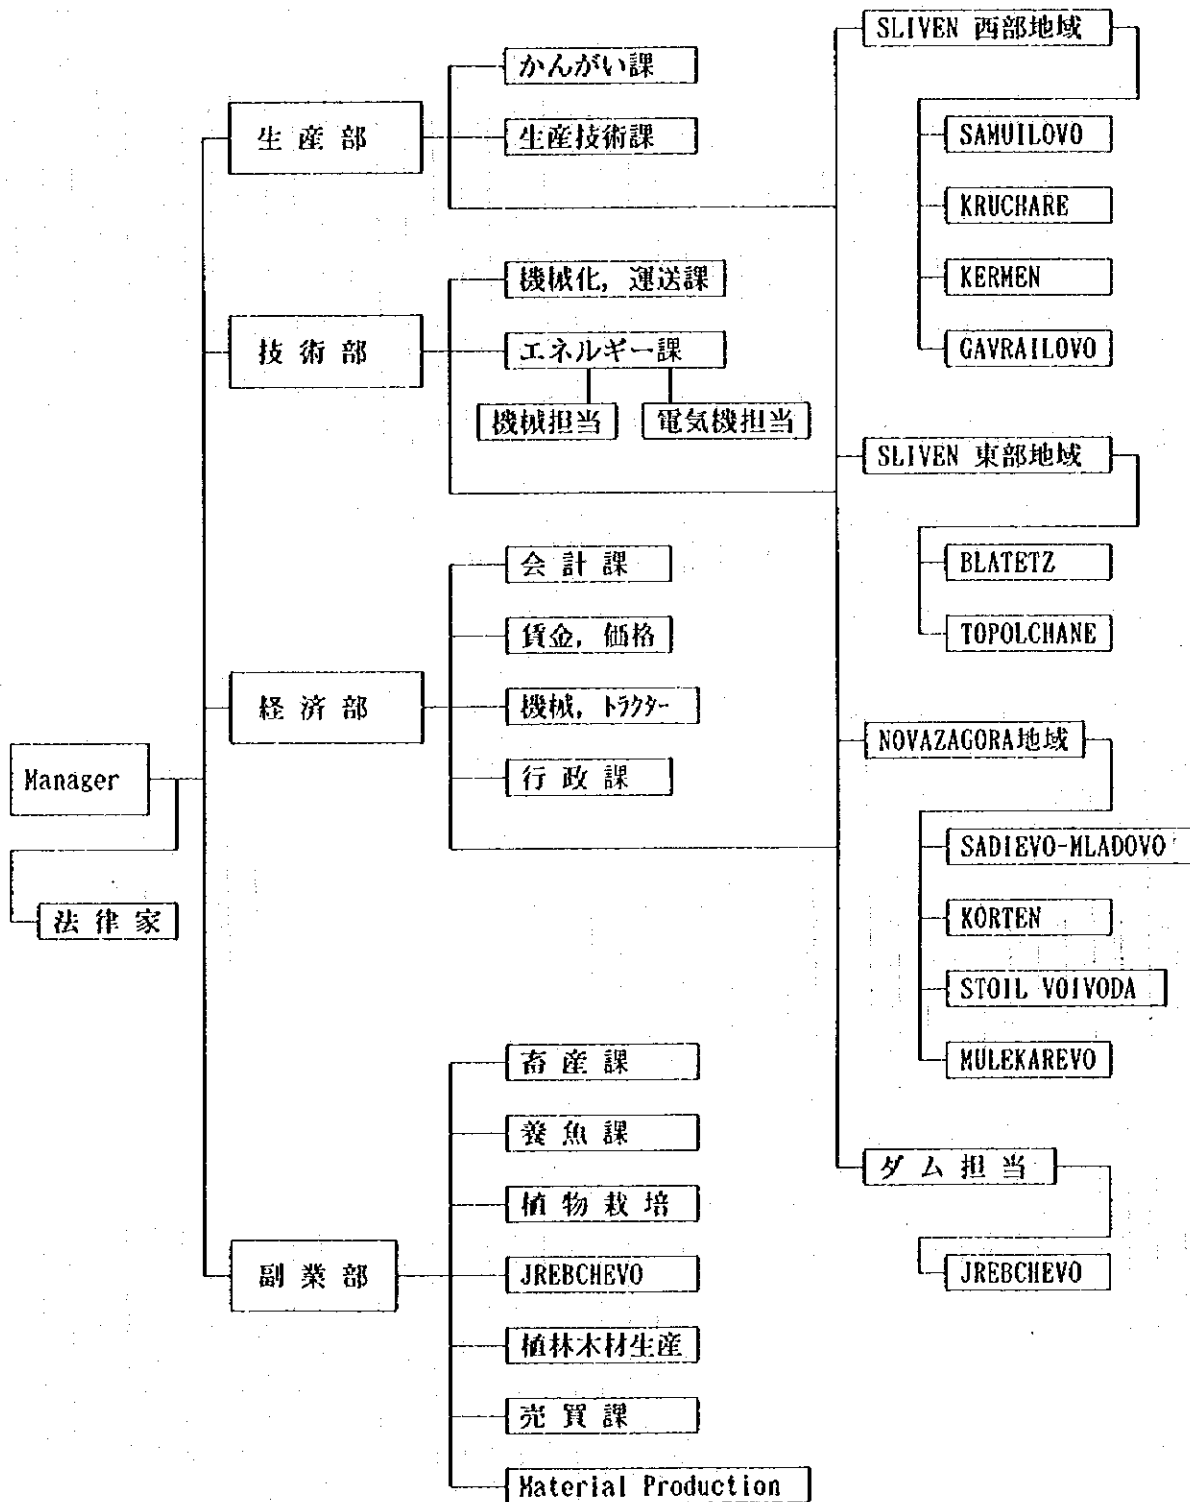 Manager
法律家
生産部
かんがい課
生産技術課
技術部
機械化, 運送課
エネルギー課
機械担当
電気機担当
経済部
会計課
賃金, 価格
機械, トラクター
行政課
副業部
畜産課
養魚課
植物栽培
JREBCHEVO
植林木材生産
売買課
Material Production
SLIVEN 西部地域
SAMUILOVO
KRUCHARE
KERMEN
GAVRAILOVO
SLIVEN 東部地域
BLATETZ
TOPOLCHANE
NOVAZAGORA地域
SADIEVO-MLADOVO
KORTEN
STOIL VOIVODA
MULEKAREVO
ダム担当
JREBCHEVO